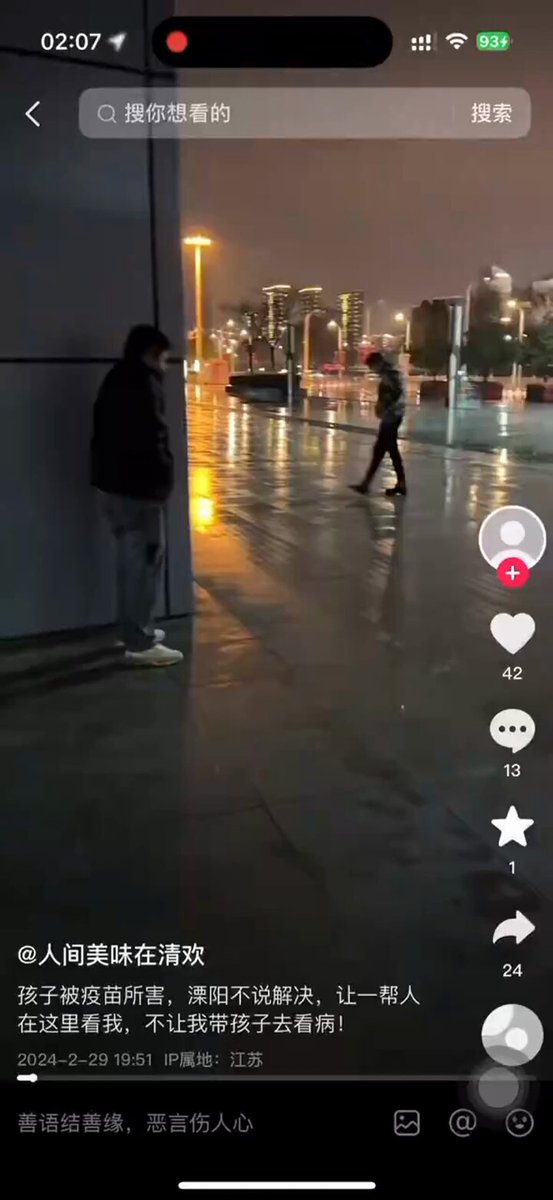 02:07
93
搜你想看的
搜索
42
13
1
24
@人间美味在清欢
孩子被疫苗所害，溧阳不说解决，让一帮人
在这里看我，不让我带孩子去看病！
2024-2-29 19:51 IP属地：江苏
善语结善缘，恶言伤人心
@